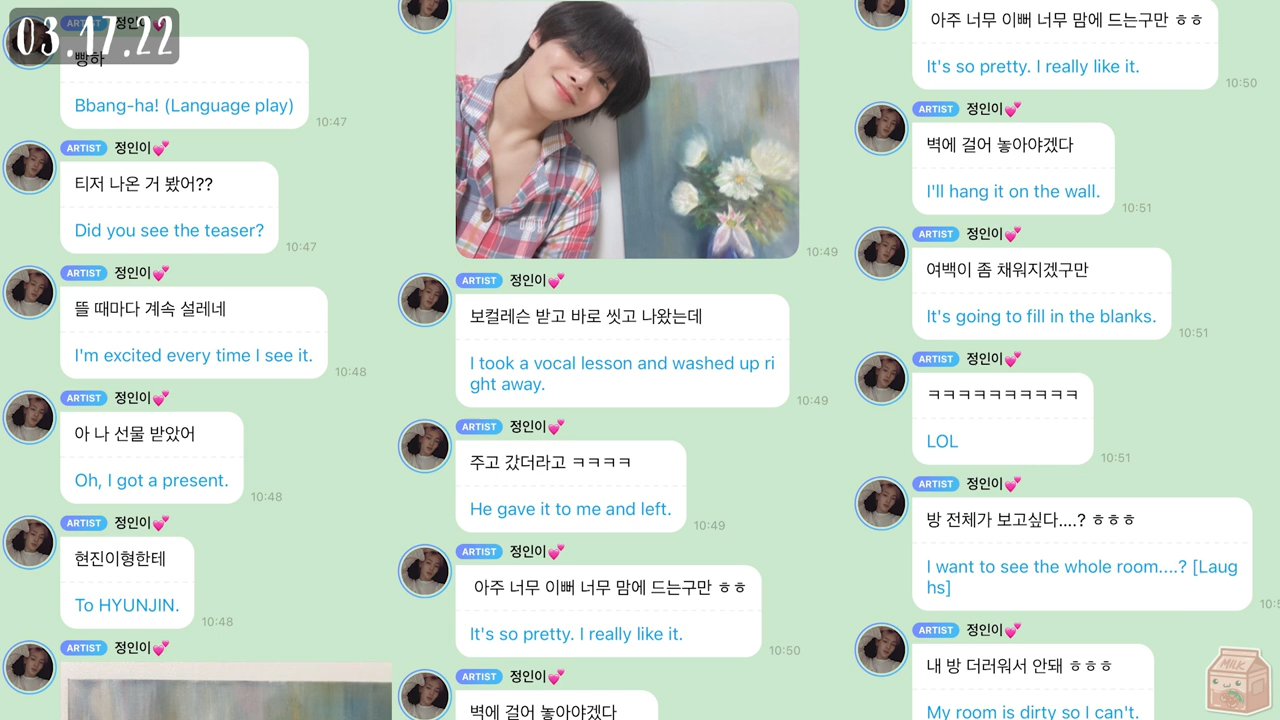 03.17.22
ARTIST 정인이💕
빵하
Bbang-ha! (Language play)
10:47
ARTIST 정인이💕
티저 나온 거 봤어??
Did you see the teaser?
10:47
ARTIST 정인이💕
뜰 때마다 계속 설레네
I'm excited every time I see it.
10:48
ARTIST 정인이💕
아 나 선물 받았어
Oh, I got a present.
10:48
ARTIST 정인이💕
현진이형한테
To HYUNJIN.
10:48
ARTIST 정인이💕
10:49
ARTIST 정인이💕
보컬레슨 받고 바로 씻고 나왔는데
I took a vocal lesson and washed up ri
ght away.
10:49
ARTIST 정인이💕
주고 갔더라고 ㅋㅋㅋㅋ
He gave it to me and left.
10:49
ARTIST 정인이💕
아주 너무 이뻐 너무 맘에 드는구만 ㅎㅎ
It's so pretty. I really like it.
10:50
ARTIST 정인이💕
벽에 걸어 놓아야겠다
아주 너무 이뻐 너무 맘에 드는구만 ㅎㅎ
It's so pretty. I really like it.
10:50
ARTIST 정인이💕
벽에 걸어 놓아야겠다
I'll hang it on the wall.
10:51
ARTIST 정인이💕
여백이 좀 채워지겠구만
It's going to fill in the blanks.
10:51
ARTIST 정인이💕
ㅋㅋㅋㅋㅋㅋㅋㅋㅋㅋ
LOL
10:51
ARTIST 정인이💕
방 전체가 보고싶다....? ㅎㅎㅎ
I want to see the whole room....? [Laug
hs]
ARTIST 정인이💕
내 방 더러워서 안돼 ㅎㅎㅎ
My room is dirty so I can't.
MILK